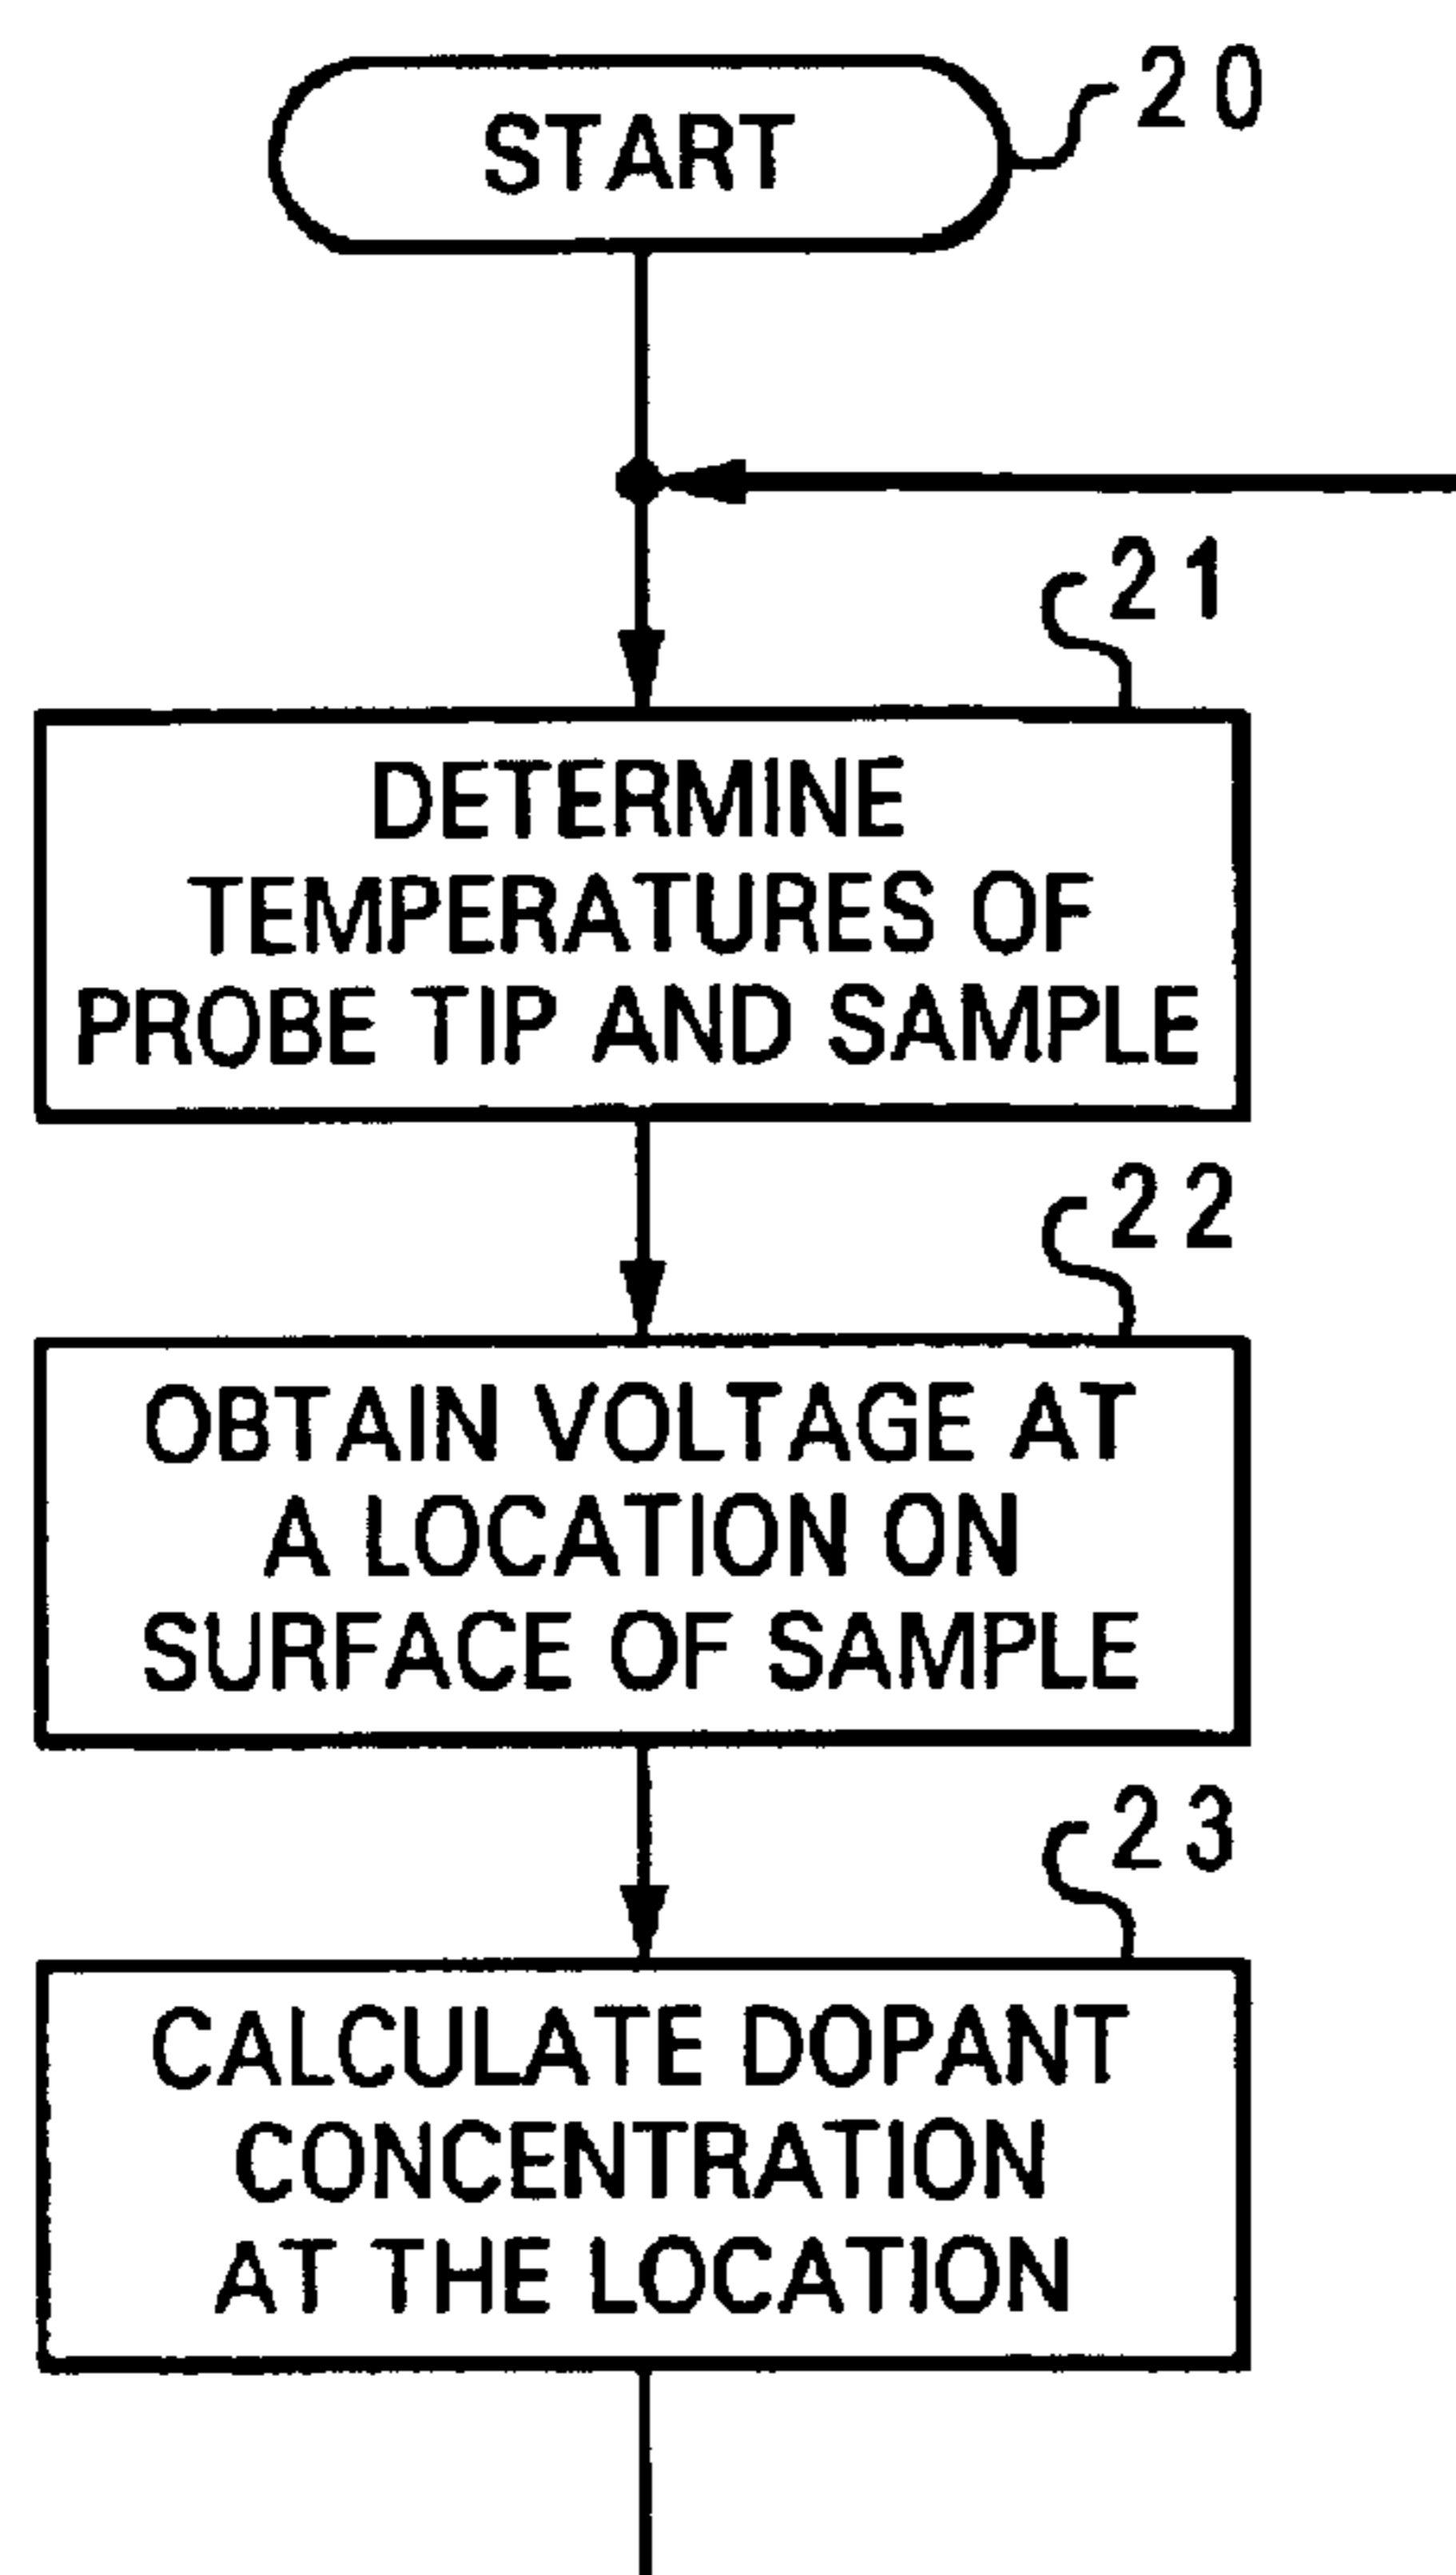 START
20
21
DETERMINE
TEMPERATURES OF
PROBE TIP AND SAMPLE
22
OBTAIN VOLTAGE AT
A LOCATION ON
SURFACE OF SAMPLE
23
CALCULATE DOPANT
CONCENTRATION
AT THE LOCATION